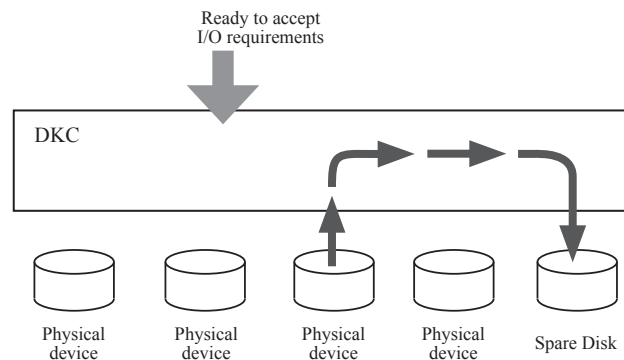 Ready to accept
I/O requirements
DKC
Physical
device
Physical
device
Physical
device
Physical
device
Spare Disk